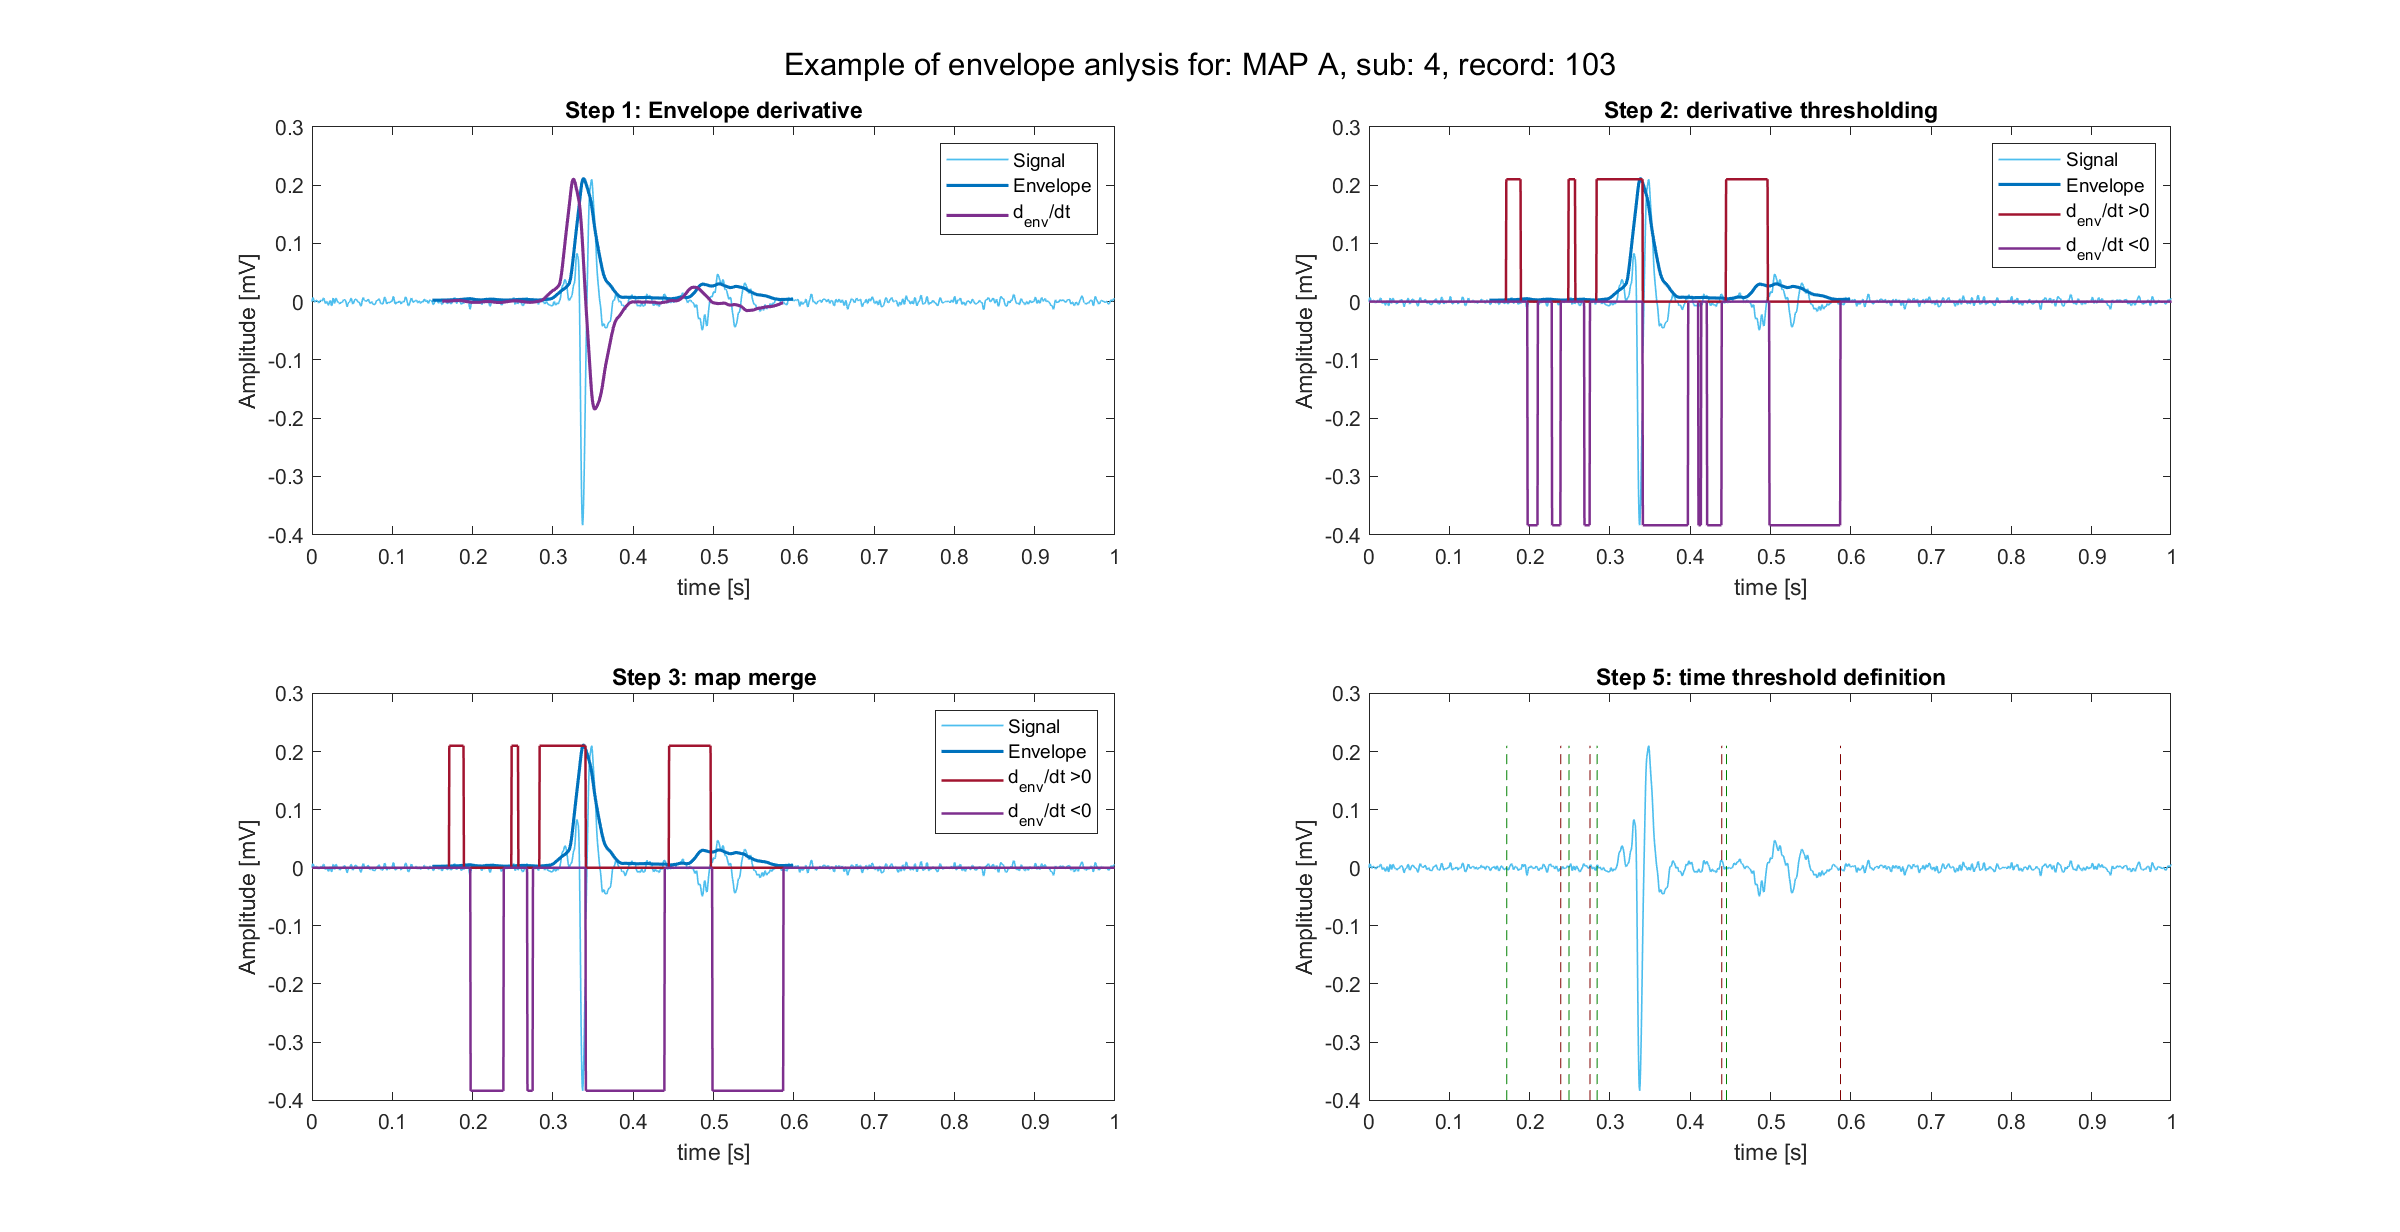 Example of envelope anlysis for: MAP A, sub: 4, record: 103
Step 1: Envelope derivative
0.3
0.2
0.1
0
-0.1
-0.2
-0.3
-0.4
Amplitude [mV]
0 0.1 0.2 0.3 0.4 0.5 0.6 0.7 0.8 0.9 1
time [s]
Signal
Envelope
d_env/dt
Step 2: derivative thresholding
0.3
0.2
0.1
0
-0.1
-0.2
-0.3
-0.4
Amplitude [mV]
0 0.1 0.2 0.3 0.4 0.5 0.6 0.7 0.8 0.9 1
time [s]
Signal
Envelope
d_env/dt >0
d_env/dt <0
Step 3: map merge
0.3
0.2
0.1
0
-0.1
-0.2
-0.3
-0.4
Amplitude [mV]
0 0.1 0.2 0.3 0.4 0.5 0.6 0.7 0.8 0.9 1
time [s]
Signal
Envelope
d_env/dt >0
d_env/dt <0
Step 5: time threshold definition
0.3
0.2
0.1
0
-0.1
-0.2
-0.3
-0.4
Amplitude [mV]
0 0.1 0.2 0.3 0.4 0.5 0.6 0.7 0.8 0.9 1
time [s]